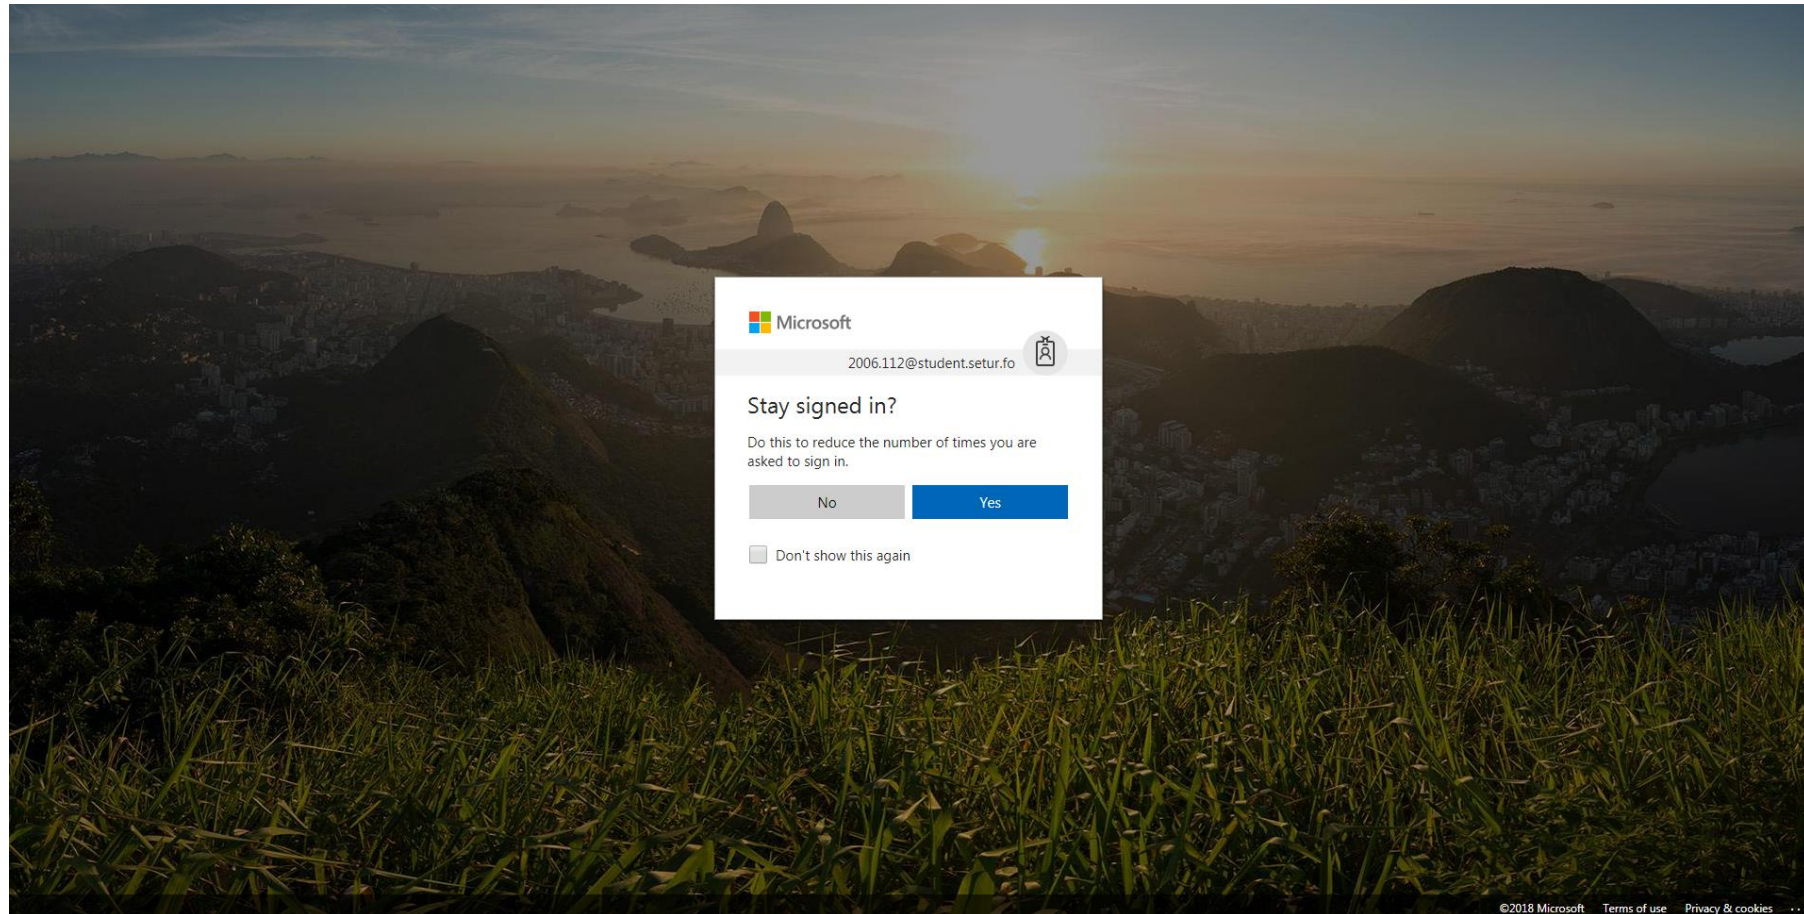 Microsoft
2006.112@student.setur.fo
Stay signed in?
Do this to reduce the number of times you are
asked to sign in.
No Yes
Don't show this again
©2018 Microsoft Terms of use Privacy & cookies ..